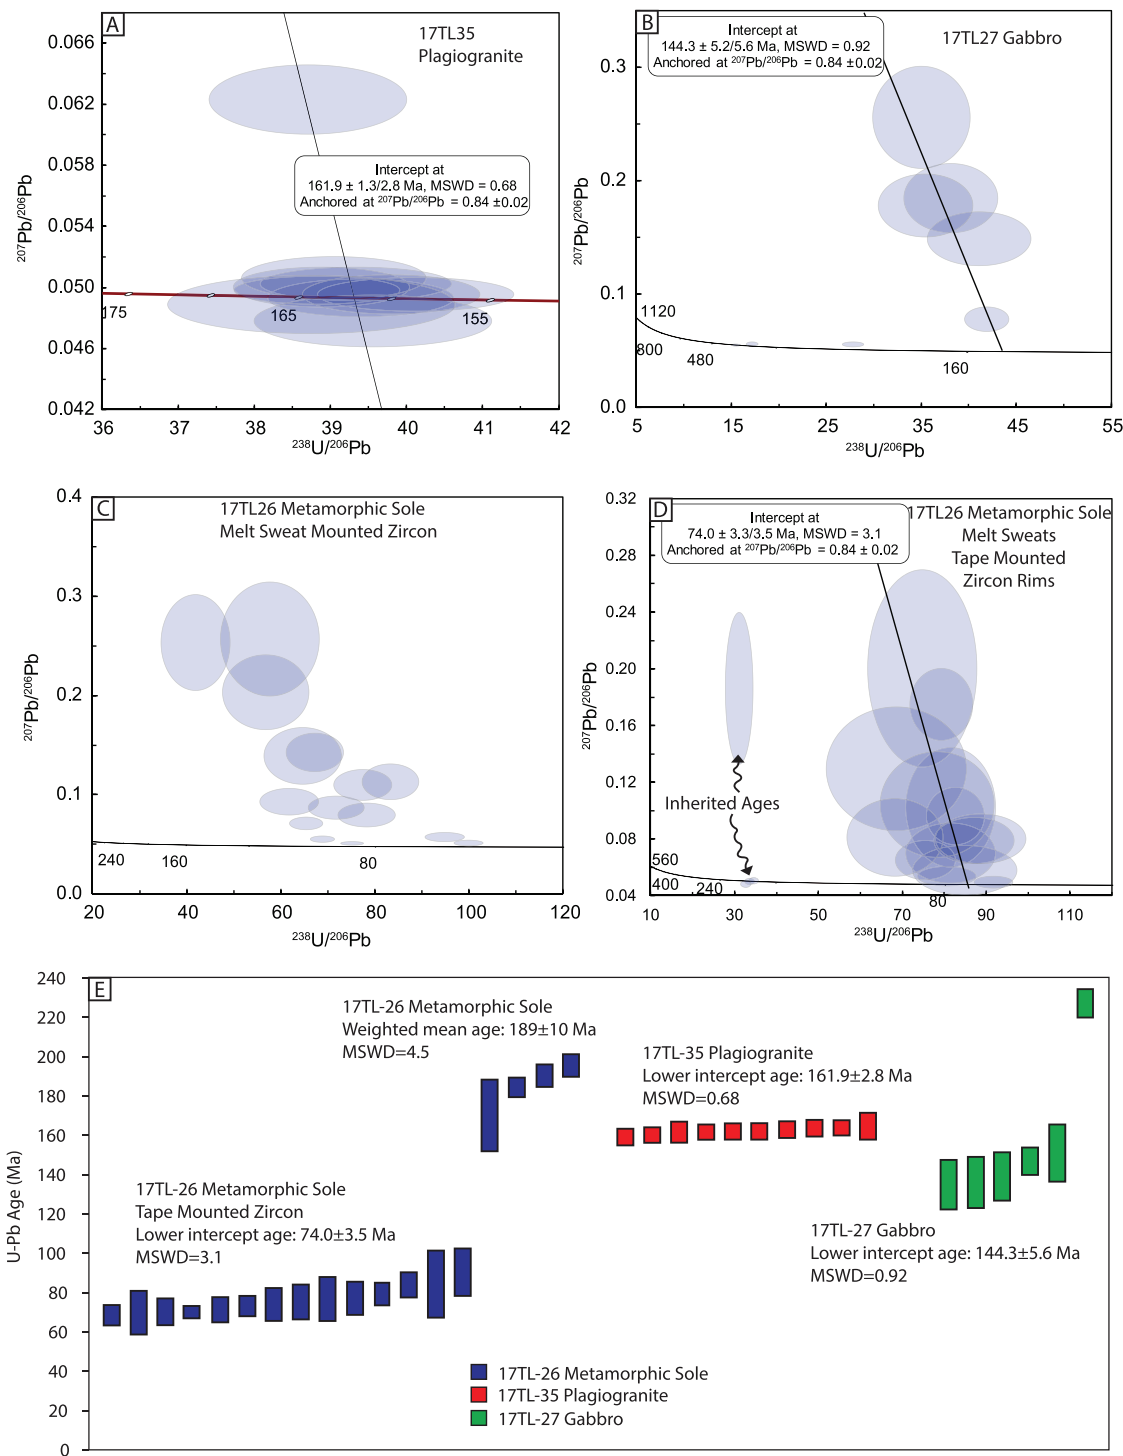 A
17TL35
Plagiogranite
0.066
0.062
0.058
0.054
0.050
0.046
0.042
207Pb/206Pb
Intercept at
161.9 ± 1.3/2.8 Ma, MSWD = 0.68
Anchored at 207Pb/206Pb = 0.84 ±0.02
175
165
155
36 37 38 39 40 41 42
238U/206Pb
B
17TL27 Gabbro
Intercept at
144.3 ± 5.2/5.6 Ma, MSWD = 0.92
Anchored at 207Pb/206Pb = 0.84 ±0.02
0.3
0.2
0.1
0.0
207Pb/206Pb
1120
800
480
160
5 15 25 35 45 55
238U/206Pb
C
17TL26 Metamorphic Sole
Melt Sweat Mounted Zircon
0.4
0.3
0.2
0.1
0.0
207Pb/206Pb
240
160
80
20 40 60 80 100 120
238U/206Pb
D
17TL26 Metamorphic Sole
Melt Sweats
Tape Mounted
Zircon Rims
Intercept at
74.0 ± 3.3/3.5 Ma, MSWD = 3.1
Anchored at 207Pb/206Pb = 0.84 ± 0.02
0.32
0.28
0.24
0.20
0.16
0.12
0.08
0.04
207Pb/206Pb
Inherited Ages
560
400
240
80
10 30 50 70 90 110
238U/206Pb
E
240
220
200
180
160
140
120
100
80
60
40
20
0
U-Pb Age (Ma)
17TL-26 Metamorphic Sole
Weighted mean age: 189±10 Ma
MSWD=4.5
17TL-35 Plagiogranite
Lower intercept age: 161.9±2.8 Ma
MSWD=0.68
17TL-26 Metamorphic Sole
Tape Mounted Zircon
Lower intercept age: 74.0±3.5 Ma
MSWD=3.1
17TL-27 Gabbro
Lower intercept age: 144.3±5.6 Ma
MSWD=0.92
17TL-26 Metamorphic Sole
17TL-35 Plagiogranite
17TL-27 Gabbro